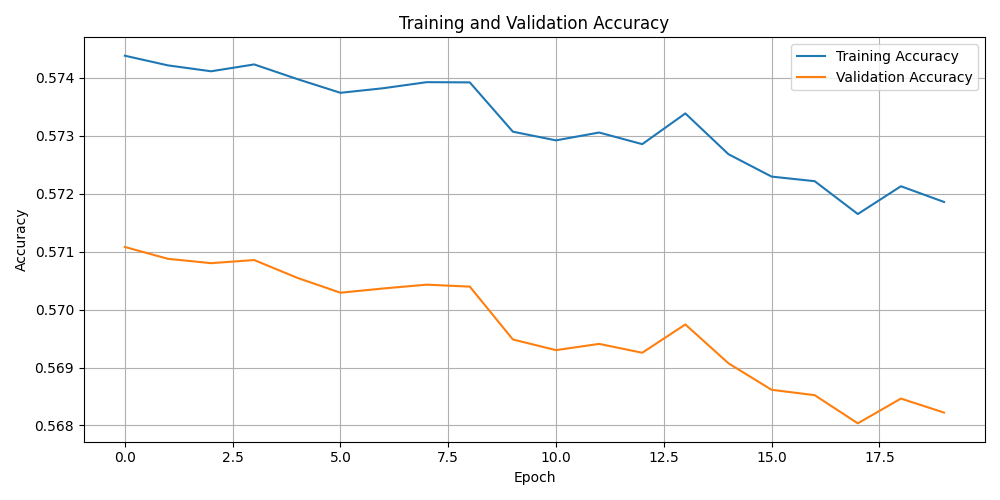 Training and Validation Accuracy
Training Accuracy
Validation Accuracy
0.574
0.573
0.572
0.571
0.570
0.569
0.568
Accuracy
0.0 2.5 5.0 7.5 10.0 12.5 15.0 17.5
Epoch